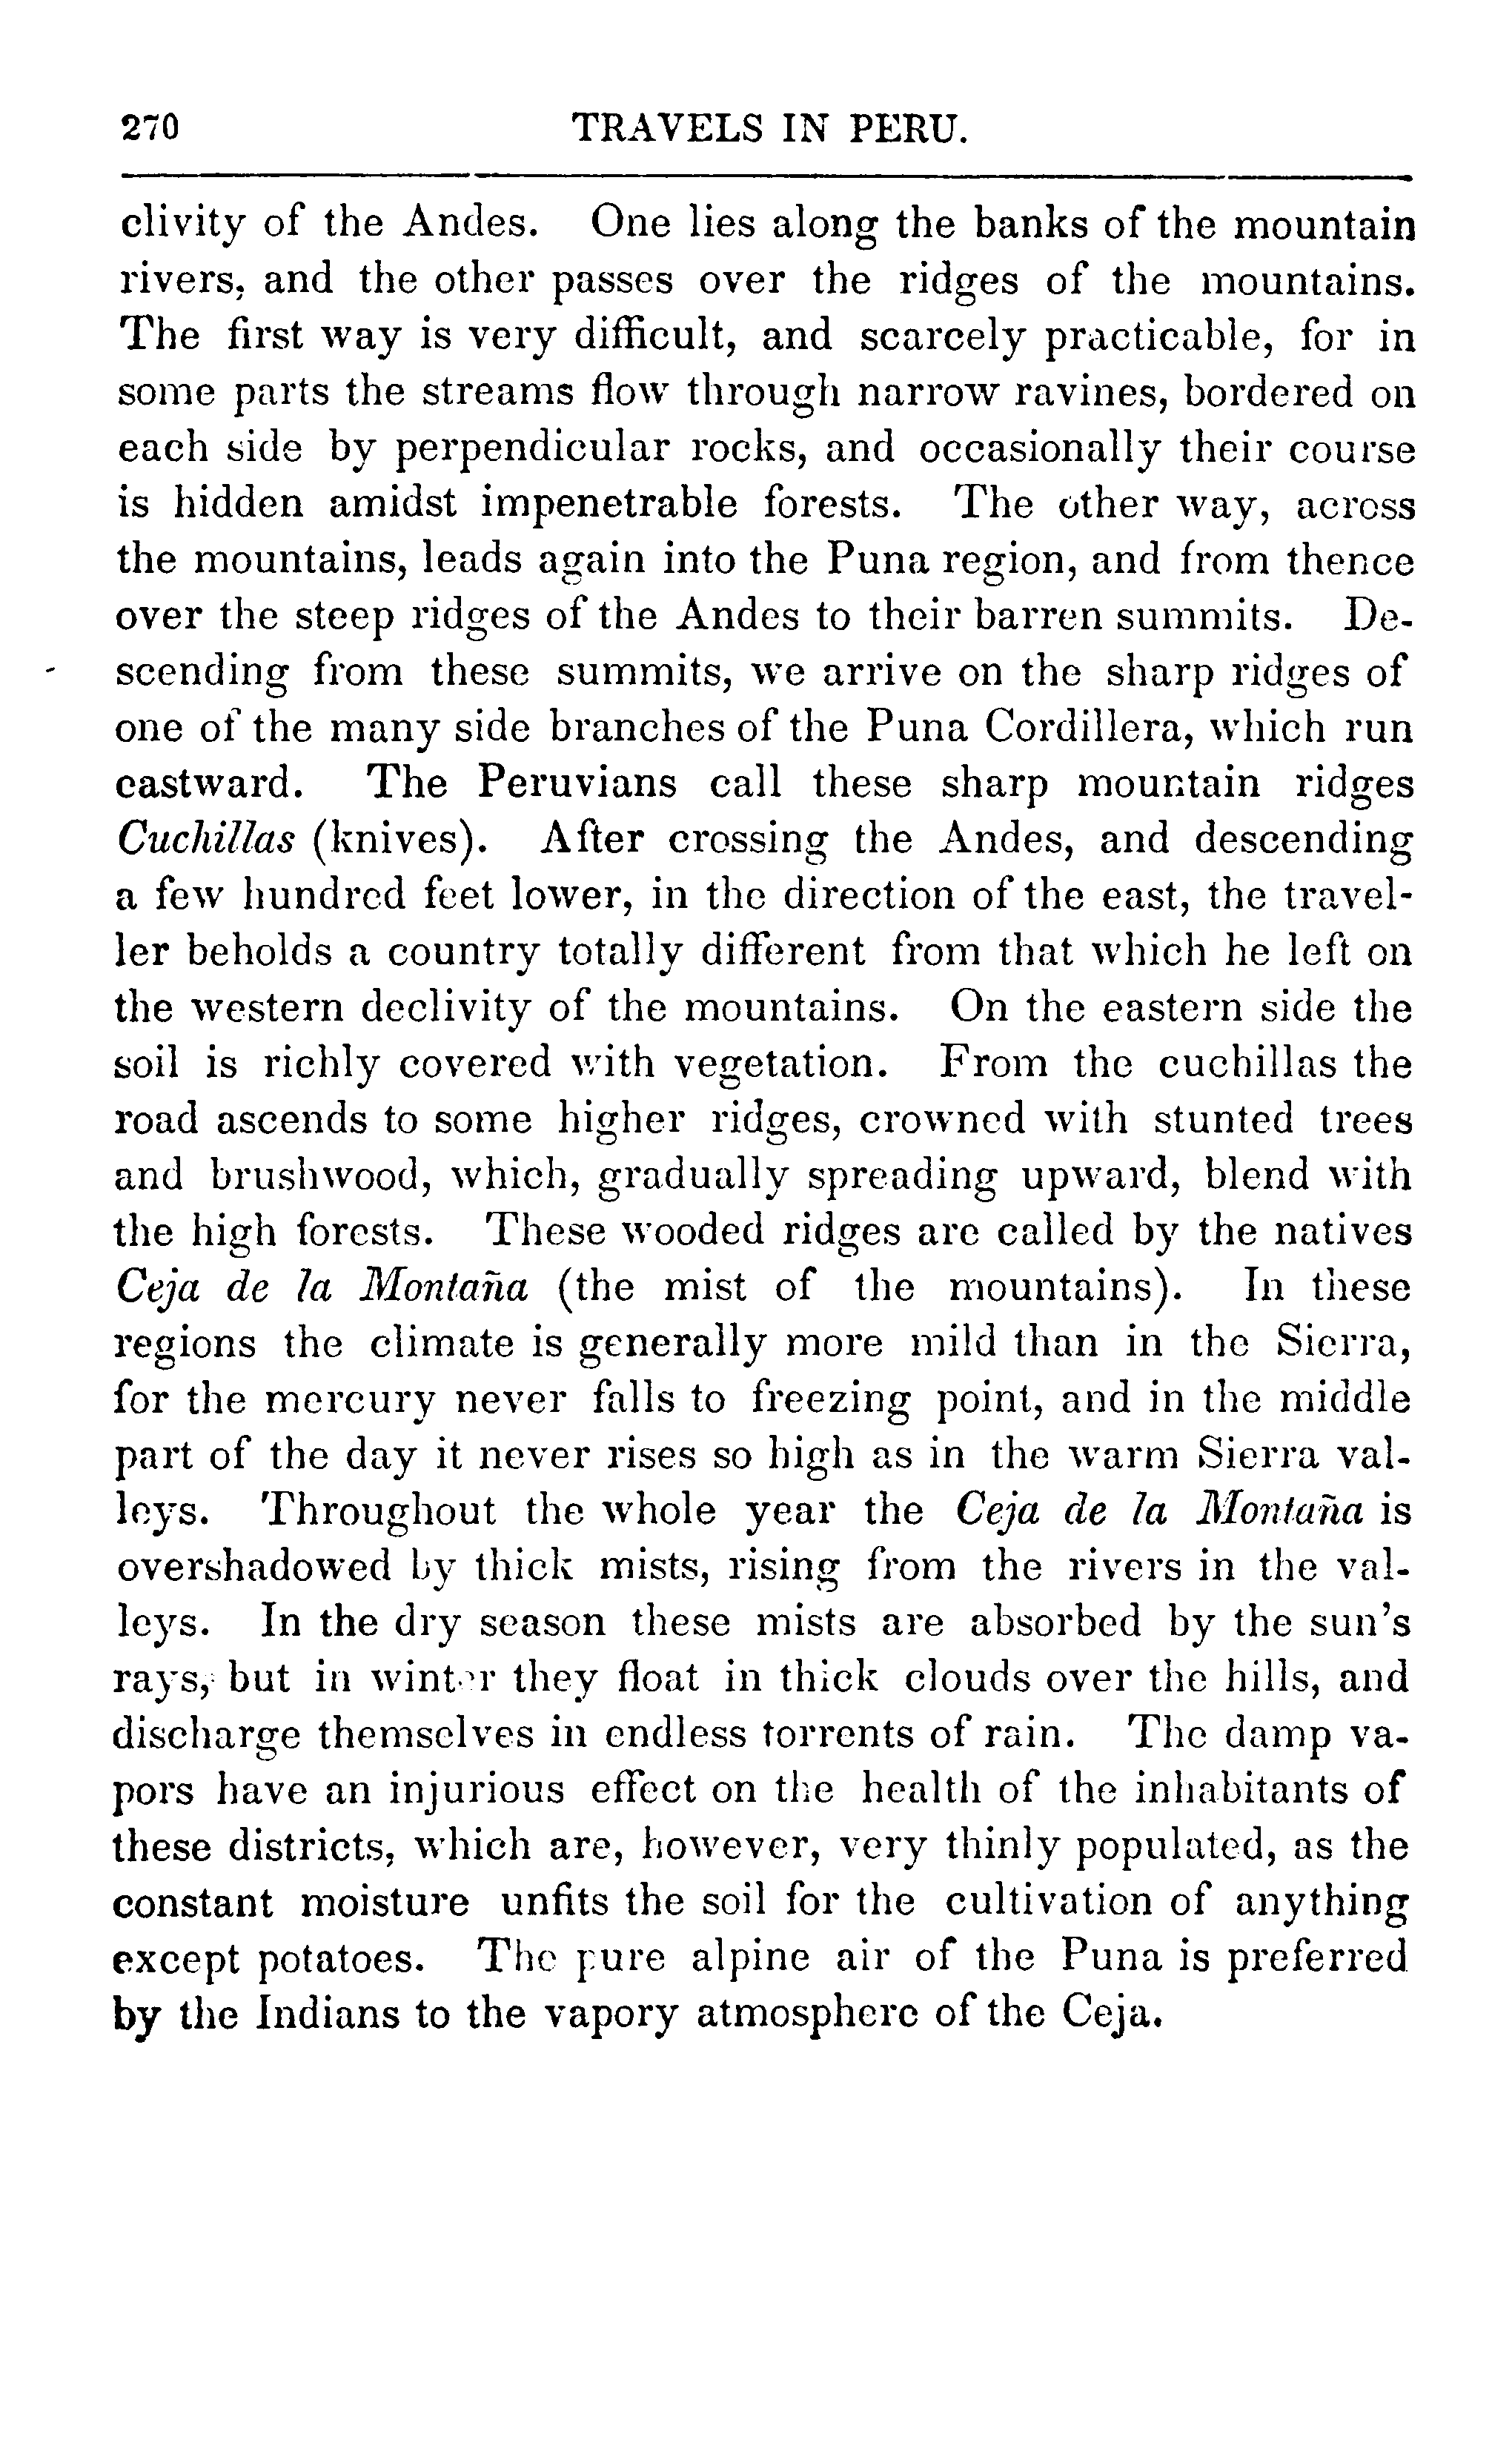 270 TRAVELS IN PERU.
clivity of the Andes. One lies along the banks of the mountain
rivers, and the other passes over the ridges of the mountains.
The first way is very difficult, and scarcely practicable, for in
some parts the streams flow through narrow ravines, bordered on
each side by perpendicular rocks, and occasionally their course
is hidden amidst impenetrable forests. The other way, across
the mountains, leads again into the Puna region, and from thence
over the steep ridges of the Andes to their barren summits. De-
scending from these summits, we arrive on the sharp ridges of
one of the many side branches of the Puna Cordillera, which run
eastward. The Peruvians call these sharp mountain ridges
Cuchillas (knives). After crossing the Andes, and descending
a few hundred feet lower, in the direction of the east, the travel-
ler beholds a country totally different from that which he left on
the western declivity of the mountains. On the eastern side the
soil is richly covered with vegetation. From the cuchillas the
road ascends to some higher ridges, crowned with stunted trees
and brushwood, which, gradually spreading upward, blend with
the high forests. These wooded ridges are called by the natives
Ceja de la Montaña (the mist of the mountains). In these
regions the climate is generally more mild than in the Sierra,
for the mercury never falls to freezing point, and in the middle
part of the day it never rises so high as in the warm Sierra val-
leys. Throughout the whole year the Ceja de la Montaña is
overshadowed by thick mists, rising from the rivers in the val-
leys. In the dry season these mists are absorbed by the sun's
rays, but in winter they float in thick clouds over the hills, and
discharge themselves in endless torrents of rain. The damp va-
pors have an injurious effect on the health of the inhabitants of
these districts, which are, however, very thinly populated, as the
constant moisture unfits the soil for the cultivation of anything
except potatoes. The pure alpine air of the Puna is preferred
by the Indians to the vapory atmosphere of the Ceja.